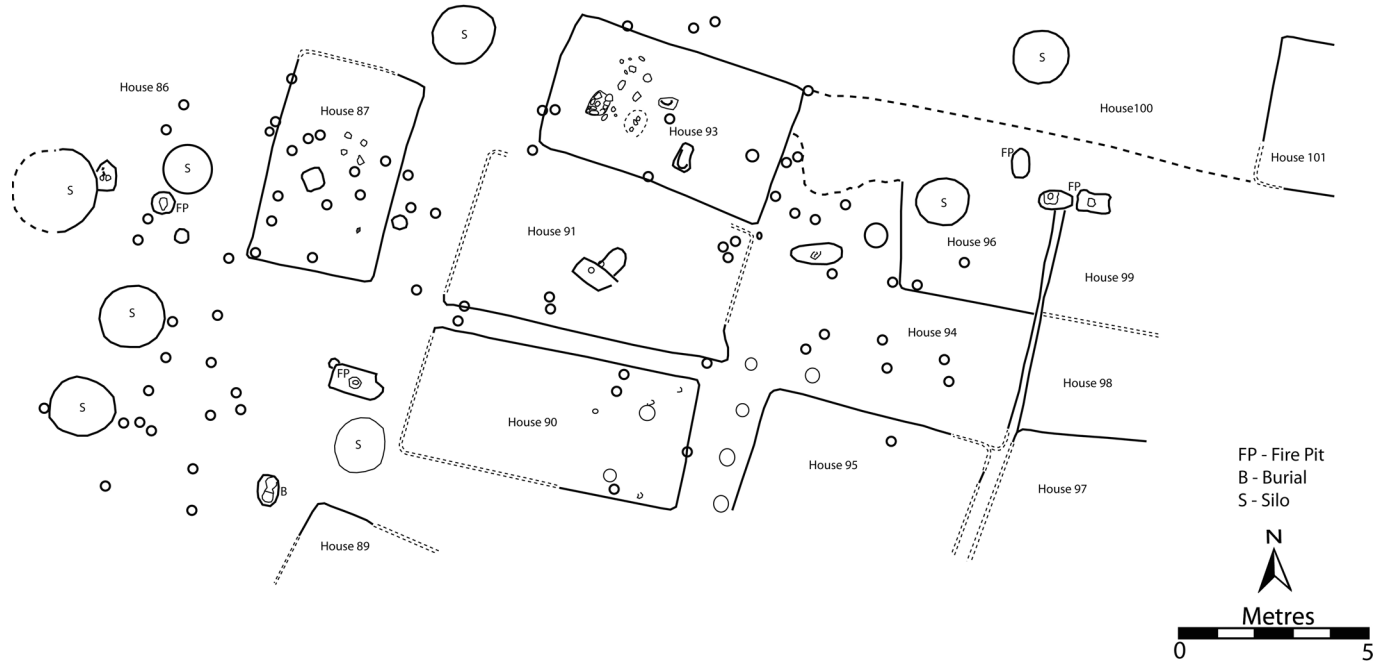 S
S
House 86
House 87
House 93
House100
House 101
S
S
FP
FP
FP
S
House 91
House 96
House 99
S
House 94
FP
House 98
S
House 90
S
House 95
FP - Fire Pit
B - Burial
S - Silo
B
House 97
N
House 89
Metres
0
5